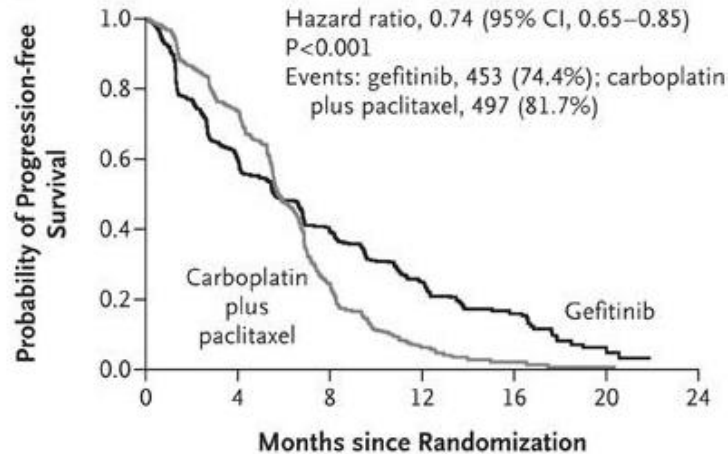 Hazard ratio, 0.74 (95% CI, 0.65–0.85)
P<0.001
Events: gefitinib, 453 (74.4%); carboplatin
plus paclitaxel, 497 (81.7%)
Probability of Progression-free
Survival
1.0
0.8
0.6
0.4
0.2
0.0
Carboplatin
plus
paclitaxel
Gefitinib
0 4 8 12 16 20 24
Months since Randomization